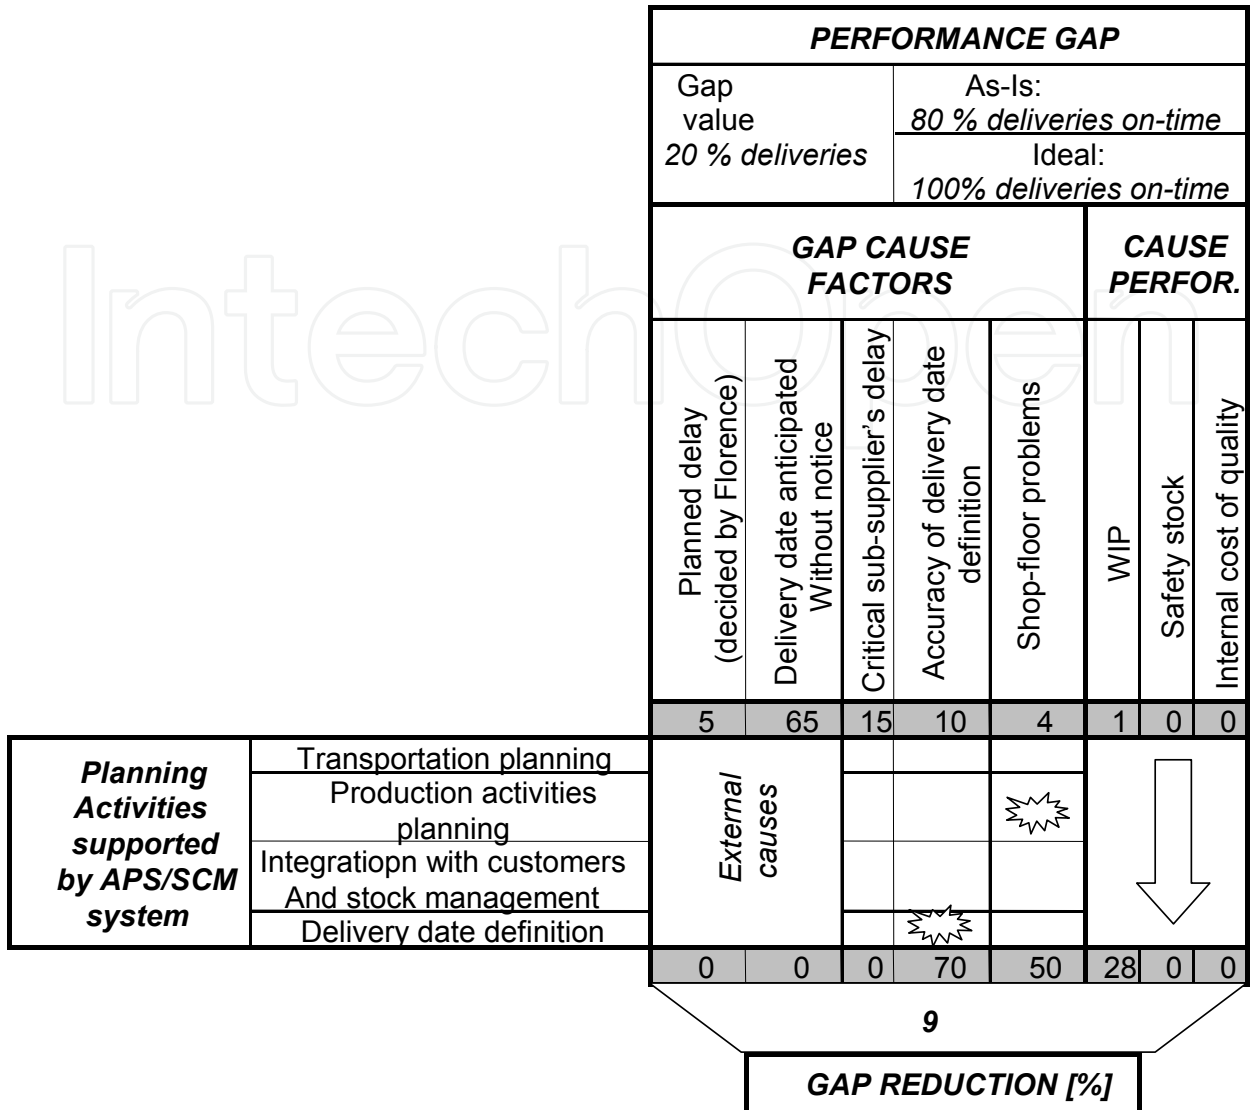 PERFORMANCE GAP
Gap
value
20 % deliveries
As-Is:
80 % deliveries on-time
Ideal:
100% deliveries on-time
IntechOpen
GAP CAUSE
FACTORS
CAUSE
PERFOR.
Planned delay
(decided by Florence)
Delivery date anticipated
Without notice
Critical sub-supplier's delay
Accuracy of delivery date
definition
Shop-floor problems
WIP
Safety stock
Internal cost of quality
5 65 15 10 4 1 0 0
Planning
Activities
supported
by APS/SCM
system
Transportation planning
Production activities
planning
Integratiopn with customers
And stock management
Delivery date definition
External
causes
0 0 0 70 50 28 0 0
9
GAP REDUCTION [%]